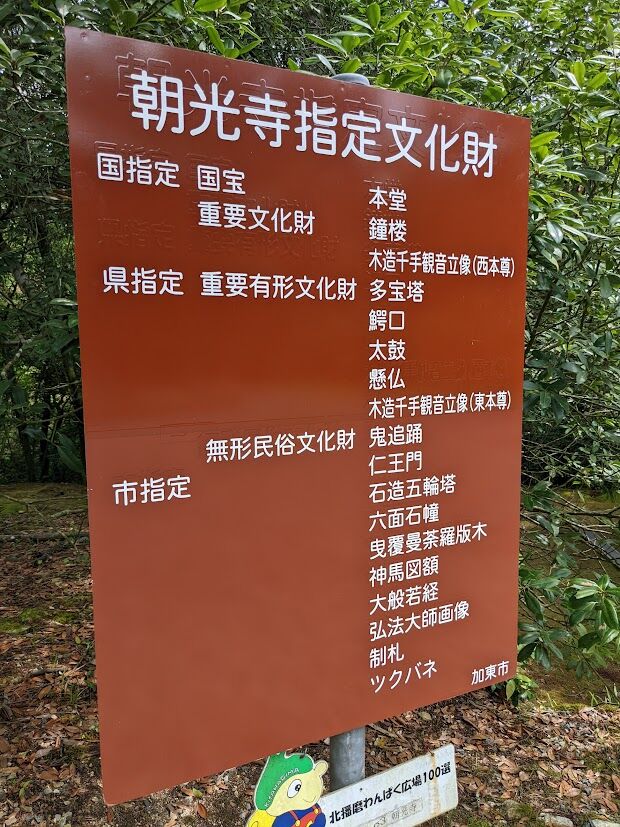 朝光寺指定文化財
国指定 国宝 本堂
重要文化財 鐘楼
木造千手観音立像(西本尊)
県指定 重要有形文化財 多宝塔
鰐口
太鼓
懸仏
木造千手観音立像(東本尊)
無形民俗文化財 鬼追踊
市指定 仁王門
石造五輪塔
六面石幢
曳覆曼荼羅版木
神馬図額
大般若経
弘法大師画像
制札
ツクバネ
加東市
KITAHARIMA
北播磨わんぱく広場100選
朝光寺